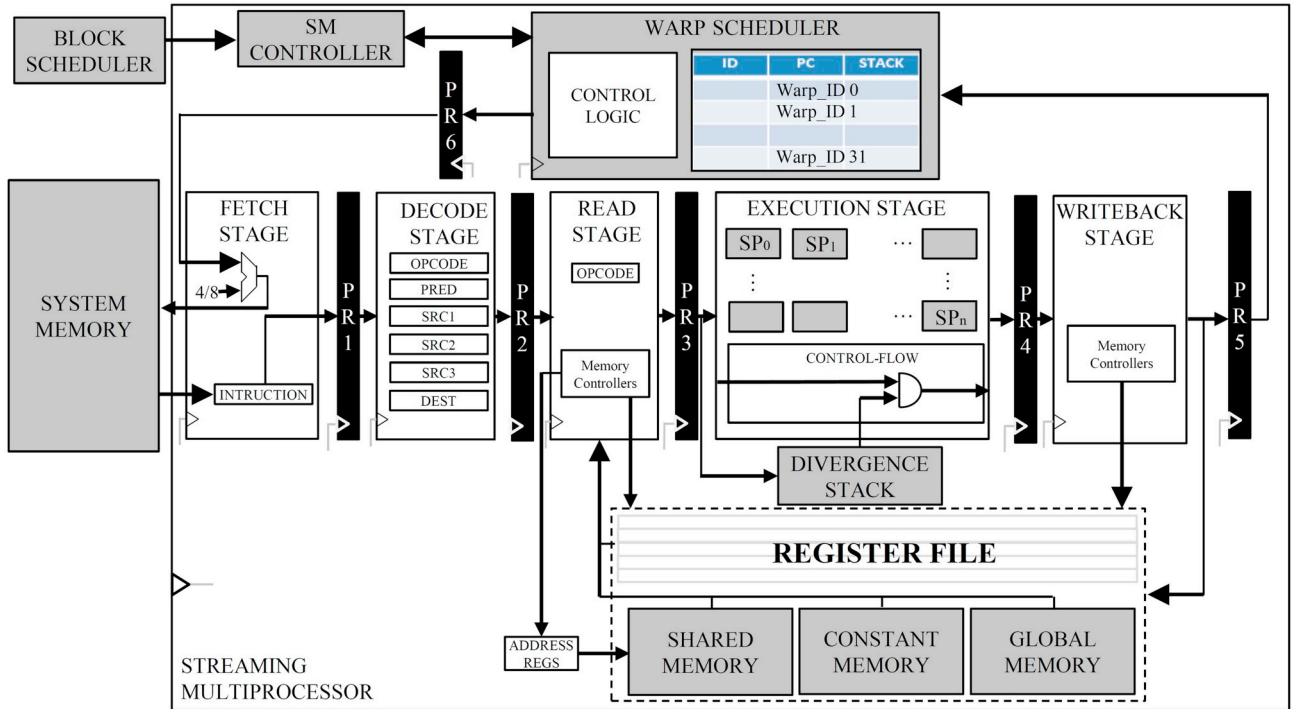 BLOCK
SCHEDULER
SM
CONTROLLER
WARP SCHEDULER
CONTROL
LOGIC
ID PC STACK
Warp_ID 0
Warp_ID 1
Warp_ID 31
P
R
6
SYSTEM
MEMORY
FETCH
STAGE
4/8
INTRUCTION
P
R
1
DECODE
STAGE
OPCODE
PRED
SRC1
SRC2
SRC3
DEST
P
R
2
READ
STAGE
OPCODE
Memory
Controllers
P
R
3
EXECUTION STAGE
SP0 SP1 ...
...
SPn
CONTROL-FLOW
DIVERGENCE
STACK
P
R
4
WRITEBACK
STAGE
Memory
Controllers
P
R
5
REGISTER FILE
ADDRESS
REGS
SHARED
MEMORY
CONSTANT
MEMORY
GLOBAL
MEMORY
STREAMING
MULTIPROCESSOR